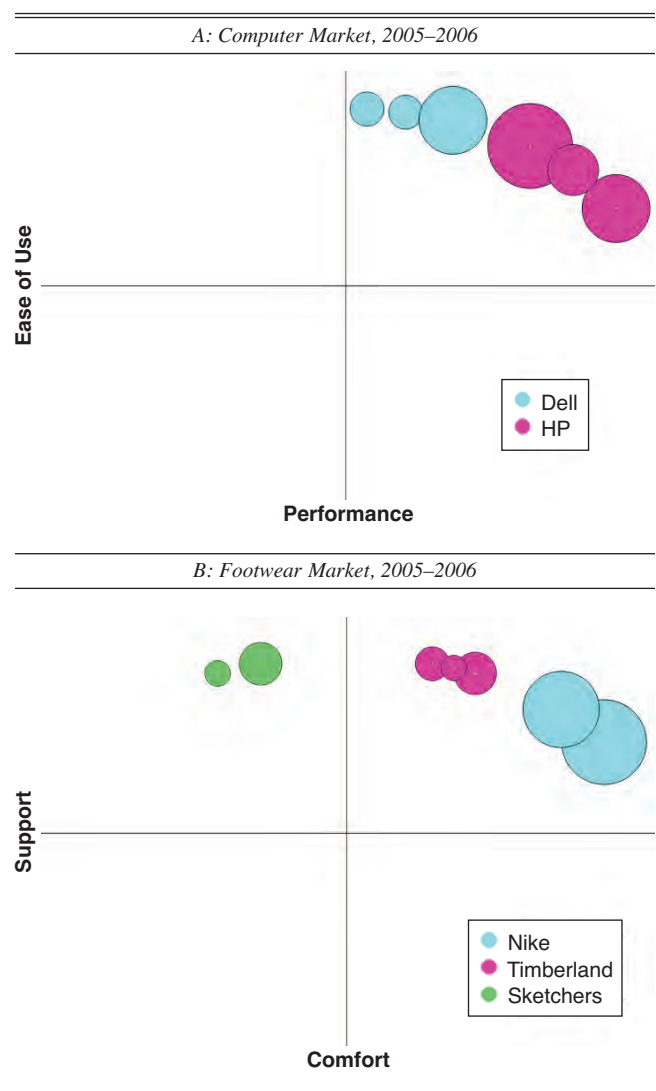 A: Computer Market, 2005–2006
Ease of Use
Dell
HP
Performance
B: Footwear Market, 2005–2006
Support
Nike
Timberland
Sketchers
Comfort